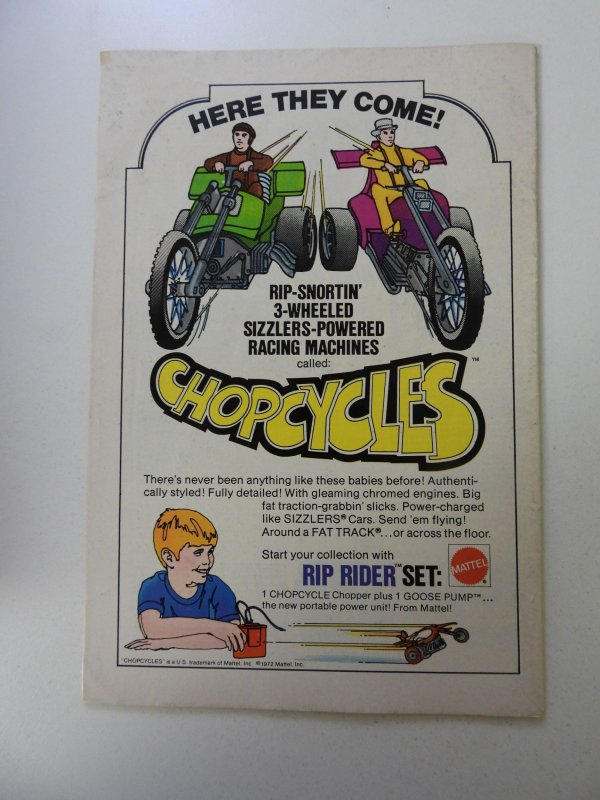 HERE THEY COME!
RIP-SNORTIN'
3-WHEELED
SIZZLERS-POWERED
RACING MACHINES
called:
CHOPCYCLES™
There's never been anything like these babies before! Authenti-
cally styled! Fully detailed! With gleaming chromed engines. Big
fat traction-grabbin' slicks. Power-charged
like SIZZLERS® Cars. Send 'em flying!
Around a FAT TRACK®...or across the floor.
Start your collection with
RIP RIDER™ SET:
MATTEL®
1 CHOPCYCLE Chopper plus 1 GOOSE PUMP™...
the new portable power unit! From Mattel!
"CHOPCYCLES" is a U.S. trademark of Mattel, Inc. ©1972 Mattel, Inc.